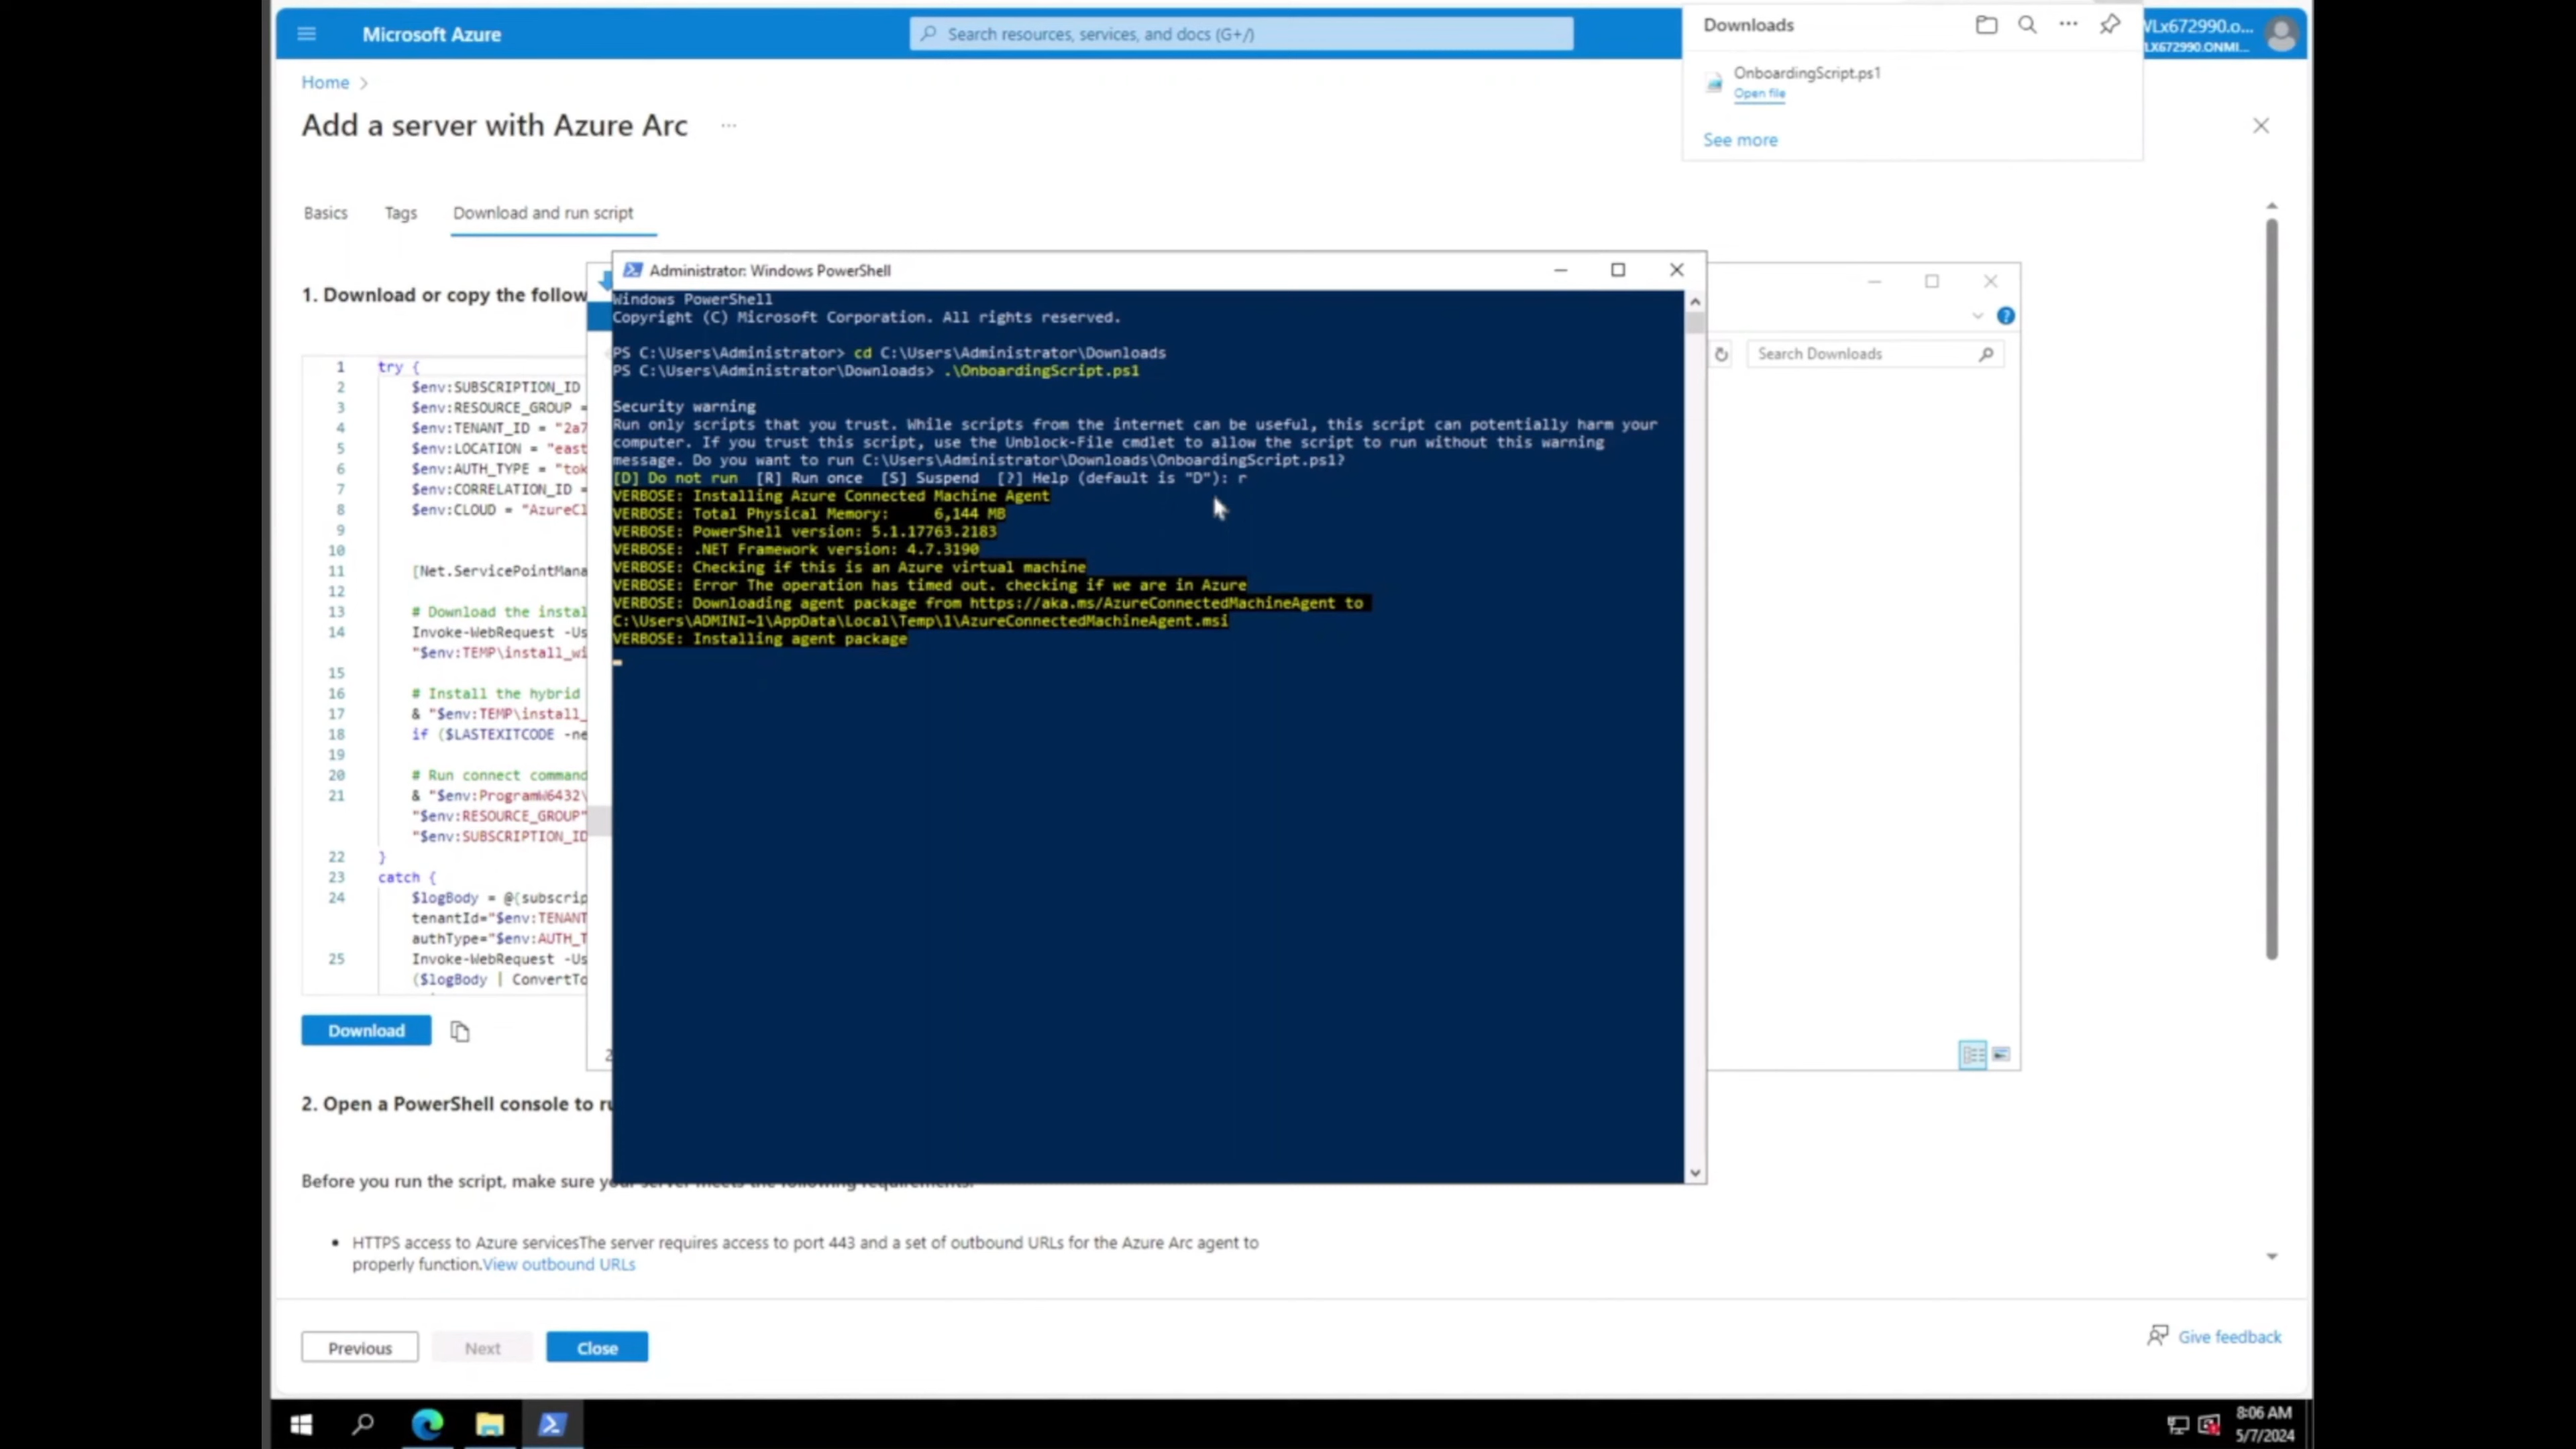 Microsoft Azure
Search resources, services, and docs (G+/)
Downloads
OnboardingScript.ps1
Open file
See more
VLx672990.o...
LX672990.ONMI...
Home
Add a server with Azure Arc
Basics
Tags
Download and run script
1. Download or copy the follow
1 try {
2 $env:SUBSCRIPTION_ID
3 $env:RESOURCE_GROUP =
4 $env:TENANT_ID = "2a7
5 $env:LOCATION = "east
6 $env:AUTH_TYPE = "tok
7 $env:CORRELATION_ID =
8 $env:CLOUD = "AzureCl
9
10
11 [Net.ServicePointMana
12
13 # Download the instal
14 Invoke-WebRequest -Us
"$env:TEMP\install_wi
15
16 # Install the hybrid
17 & "$env:TEMP\install_
18 if ($LASTEXITCODE -ne
19
20 # Run connect command
21 & "$env:ProgramW6432\
"$env:RESOURCE_GROUP"
"$env:SUBSCRIPTION_ID
22 }
23 catch {
24 $logBody = @{subscrip
tenantId="$env:TENANT
authType="$env:AUTH_T
25 Invoke-WebRequest -Us
($logBody | ConvertTo
Download
2. Open a PowerShell console to ru
Before you run the script, make sure your server meets the following requirements:
• HTTPS access to Azure servicesThe server requires access to port 443 and a set of outbound URLs for the Azure Arc agent to
properly function.View outbound URLs
Previous
Next
Close
Give feedback
Administrator: Windows PowerShell
Windows PowerShell
Copyright (C) Microsoft Corporation. All rights reserved.
PS C:\Users\Administrator> cd C:\Users\Administrator\Downloads
PS C:\Users\Administrator\Downloads> .\OnboardingScript.ps1
Security warning
Run only scripts that you trust. While scripts from the internet can be useful, this script can potentially harm your
computer. If you trust this script, use the Unblock-File cmdlet to allow the script to run without this warning
message. Do you want to run C:\Users\Administrator\Downloads\OnboardingScript.ps1?
[D] Do not run [R] Run once [S] Suspend [?] Help (default is "D"): r
VERBOSE: Installing Azure Connected Machine Agent
VERBOSE: Total Physical Memory: 6,144 MB
VERBOSE: PowerShell version: 5.1.17763.2183
VERBOSE: .NET Framework version: 4.7.3190
VERBOSE: Checking if this is an Azure virtual machine
VERBOSE: Error The operation has timed out. checking if we are in Azure
VERBOSE: Downloading agent package from https://aka.ms/AzureConnectedMachineAgent to
C:\Users\ADMINI~1\AppData\Local\Temp\1\AzureConnectedMachineAgent.msi
VERBOSE: Installing agent package
Search Downloads
2
8:06 AM
5/7/2024